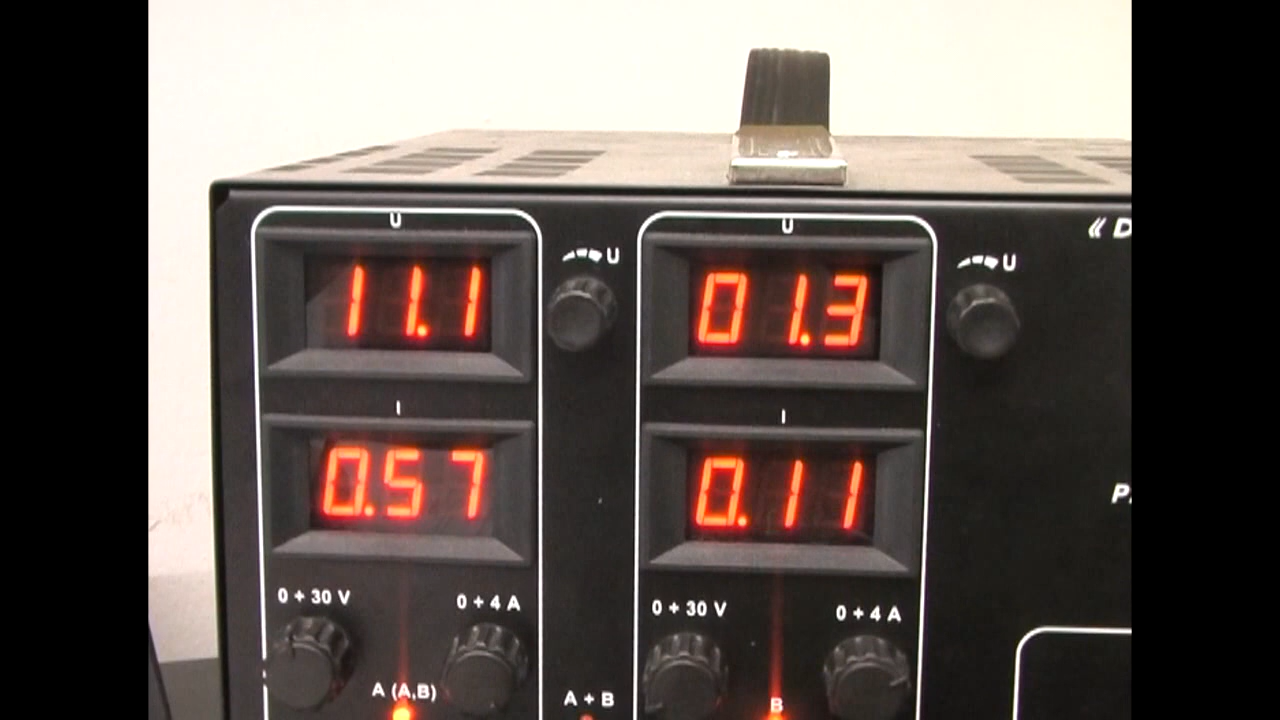 U
11.1
U
I
0.57
0 ÷ 30 V
0 ÷ 4 A
A (A,B)
A + B
U
01.3
U
I
0.11
0 ÷ 30 V
0 ÷ 4 A
B